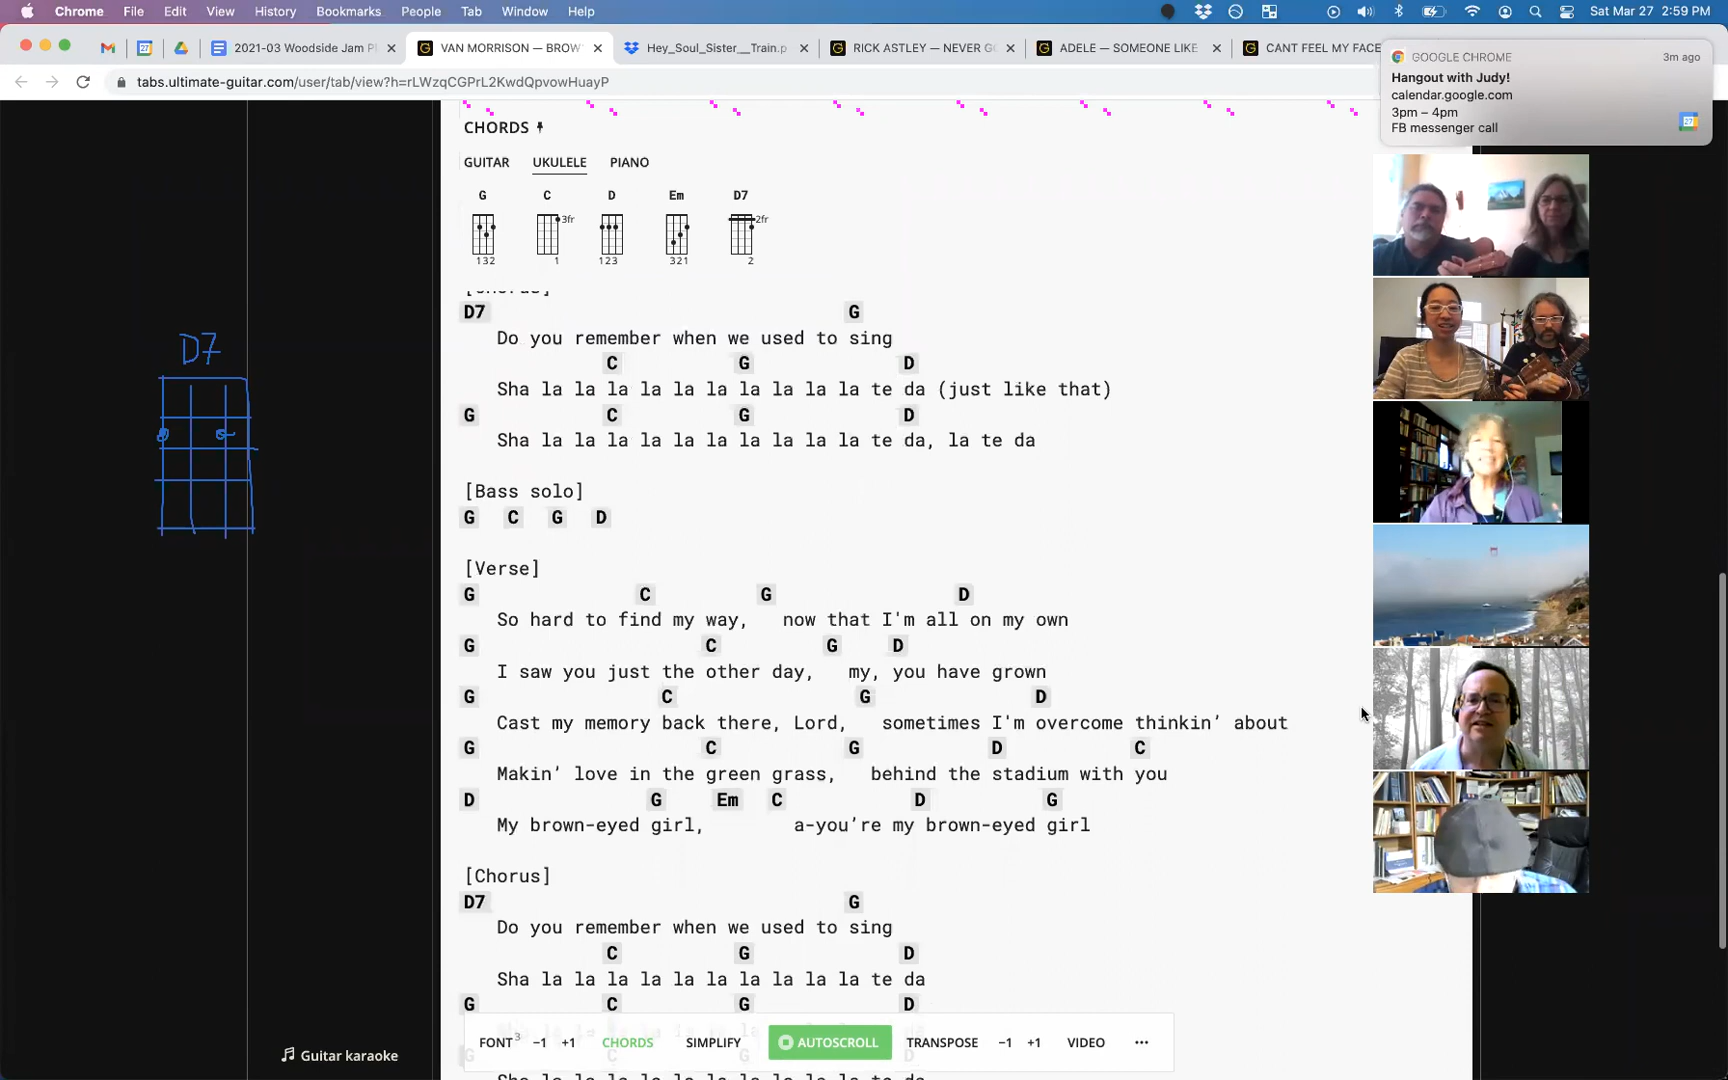 Chrome File Edit View History Bookmarks People Tab Window Help Sat Mar 27 2:59 PM
2021-03 Woodside Jam Pl × VAN MORRISON — BROW × Hey_Soul_Sister__Train.p × RICK ASTLEY — NEVER GO × ADELE — SOMEONE LIKE × CANT FEEL MY FACE
tabs.ultimate-guitar.com/user/tab/view?h=rLWzqCGPrL2KwdQpvowHuayP
GOOGLE CHROME 3m ago
Hangout with Judy!
calendar.google.com
3pm – 4pm
FB messenger call
CHORDS
GUITAR UKULELE PIANO
G C D Em D7
3fr 2fr
132 1 123 321 2
D7
[Chorus]
D7 G
Do you remember when we used to sing
C G D
Sha la la la la la la la la la la te da (just like that)
G C G D
Sha la la la la la la la la la la te da, la te da
[Bass solo]
G C G D
[Verse]
G C G D
So hard to find my way, now that I'm all on my own
G C G D
I saw you just the other day, my, you have grown
G C G D
Cast my memory back there, Lord, sometimes I'm overcome thinkin’ about
G C G D C
Makin’ love in the green grass, behind the stadium with you
D G Em C D G
My brown-eyed girl, a-you’re my brown-eyed girl
[Chorus]
D7 G
Do you remember when we used to sing
C G D
Sha la la la la la la la la la la te da
G C G D
FONT 3 −1 +1 CHORDS SIMPLIFY AUTOSCROLL TRANSPOSE −1 +1 VIDEO ···
Guitar karaoke